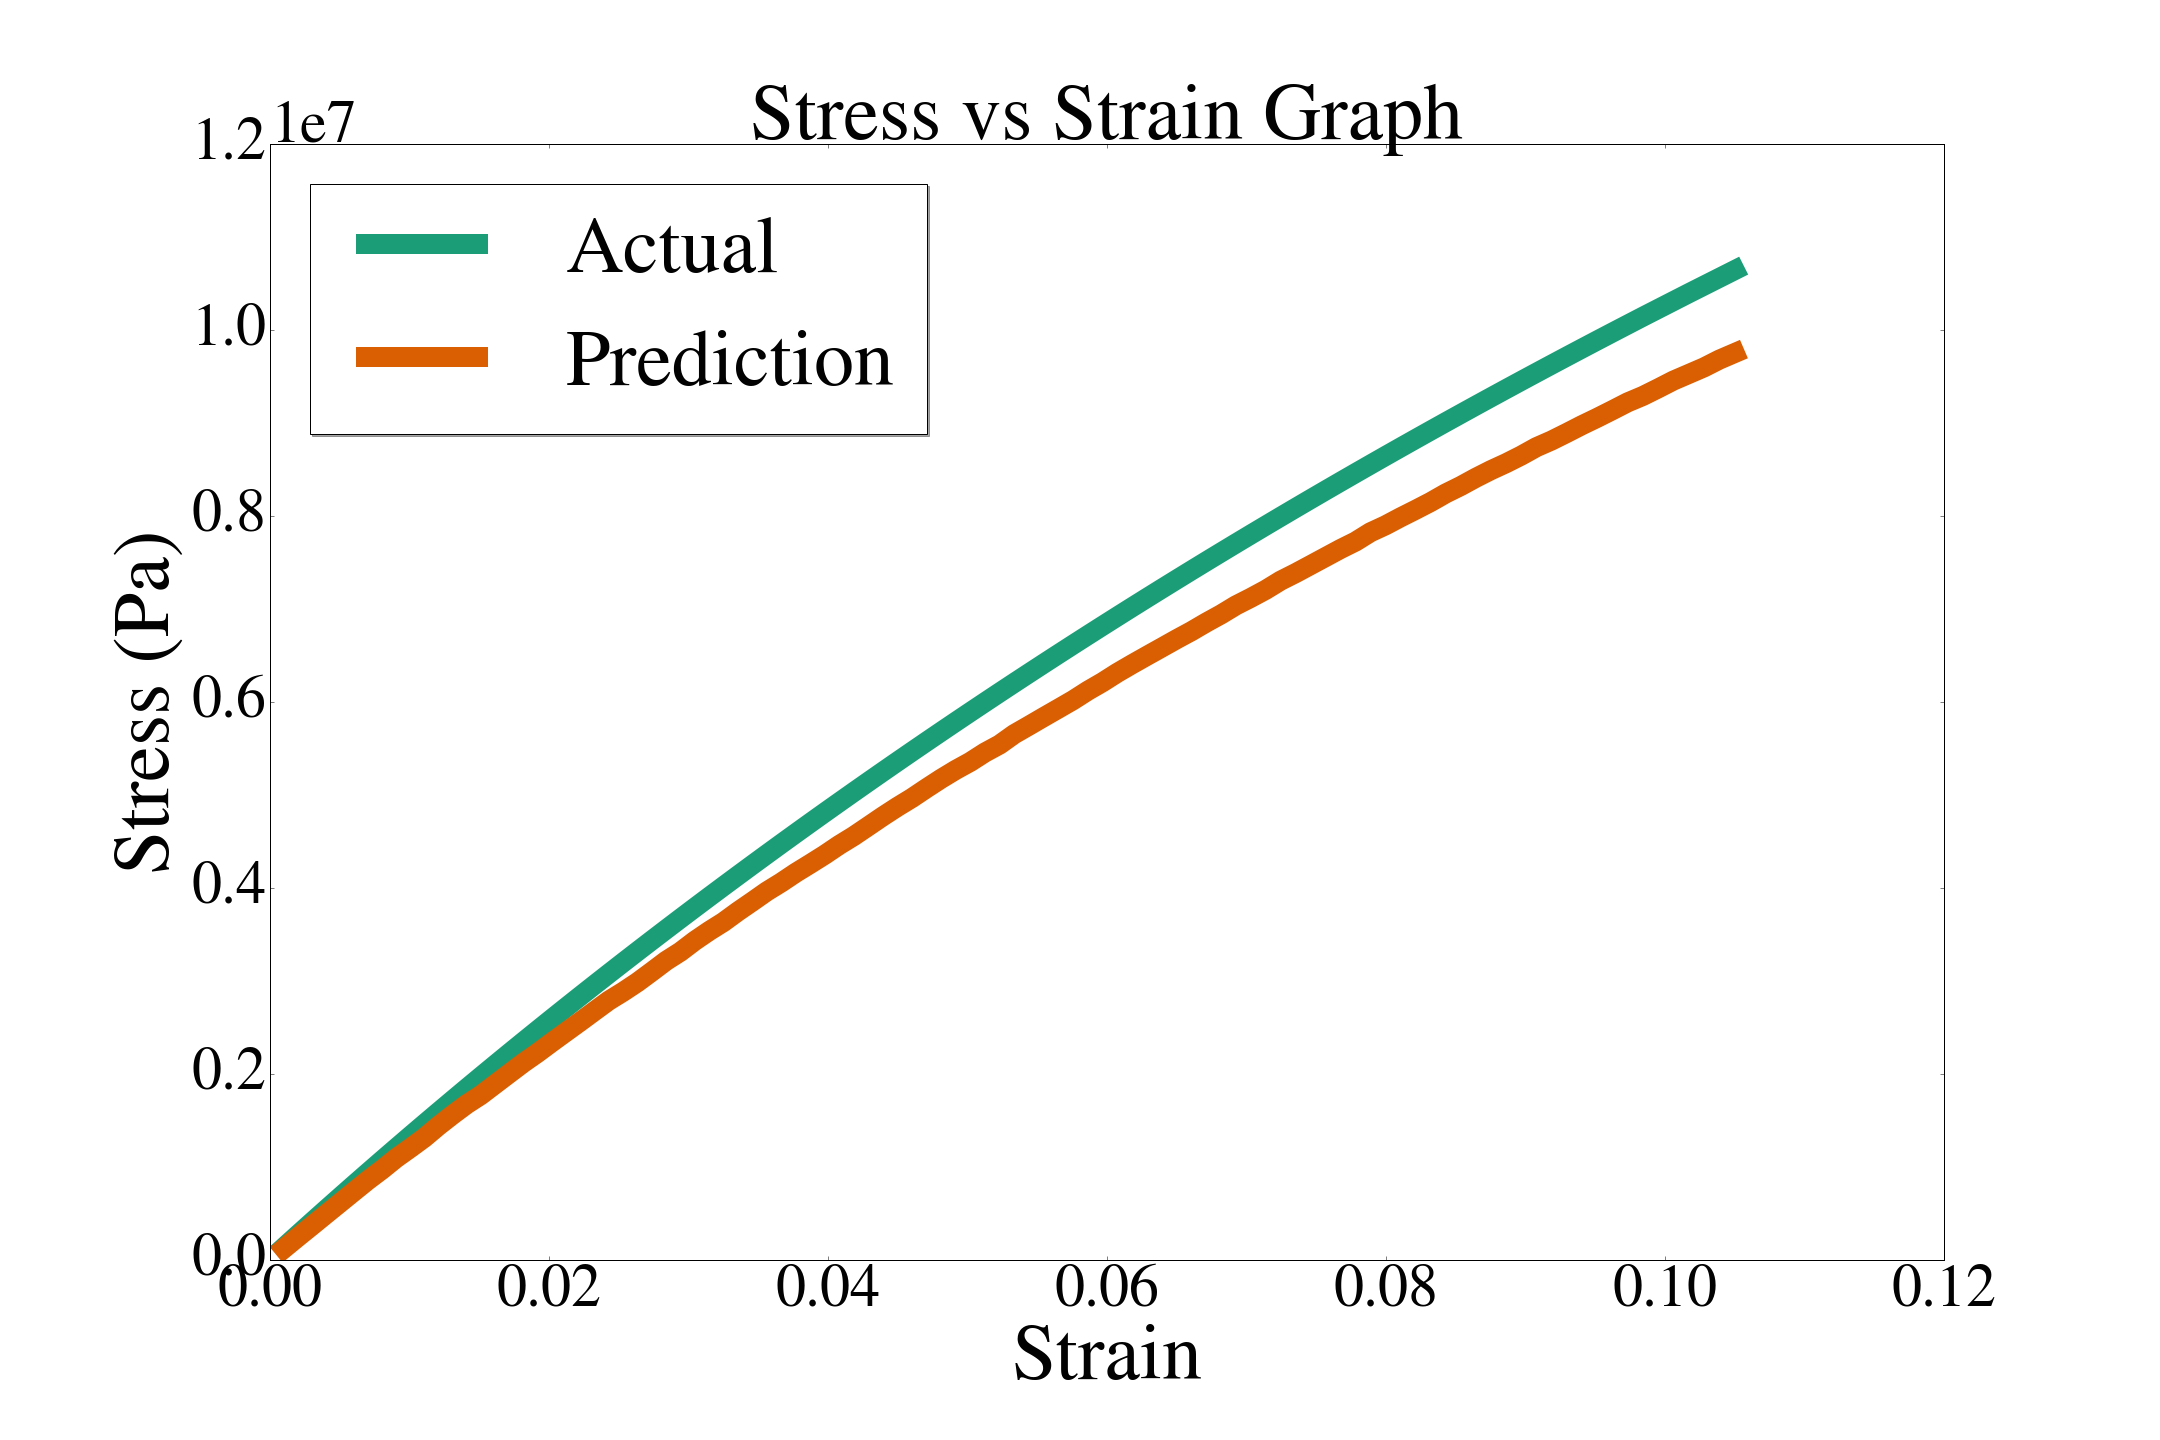 Stress vs Strain Graph
1e7
Actual
Prediction
1.2
1.0
0.8
0.6
0.4
0.2
0.0
Stress (Pa)
0.00 0.02 0.04 0.06 0.08 0.10 0.12
Strain